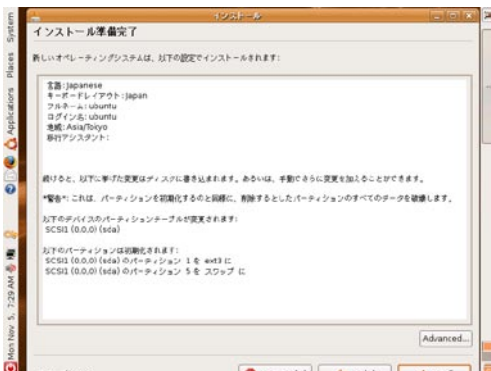 インストール
インストール準備完了
新しいオペレーティングシステムは、以下の設定でインストールされます:
言語:Japanese
キーボードレイアウト:Japan
フルネーム: ubuntu
ログイン名: ubuntu
地域: Asia/Tokyo
移行アシスタント:
続けると、以下に挙げた変更はディスクに書き込まれます。あるいは、手動でさらに変更を加えることができます。
*警告*: これは、パーティションを初期化するのと同様に、削除するとしたパーティションのすべてのデータを破壊します。
以下のデバイスのパーティションテーブルが変更されます:
SCSI1 (0,0,0) (sda)
以下のパーティションは初期化されます:
SCSI1 (0,0,0) (sda) のパーティション 1 を ext3 に
SCSI1 (0,0,0) (sda) のパーティション 5 を スワップ に
Advanced...
Applications Places System
Mon Nov 5, 7:29 AM